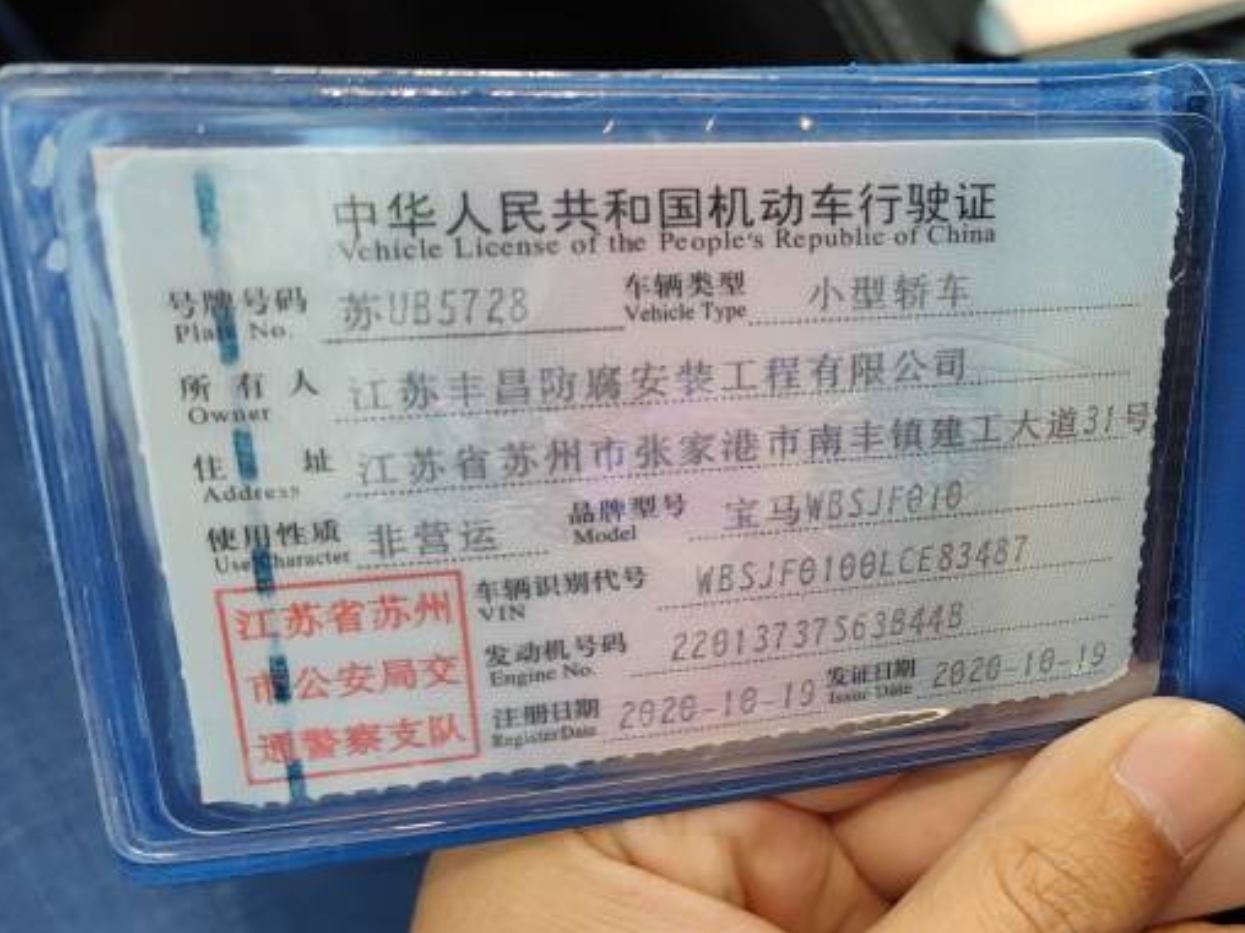 中华人民共和国机动车行驶证
Vehicle License of the People's Republic of China
号牌号码 苏UB5728 车辆类型 小型轿车
Plate No. Vehicle Type
所有人 江苏丰昌防腐安装工程有限公司
Owner
住址 江苏省苏州市张家港市南丰镇建工大道31号
Address
使用性质 非营运 品牌型号 宝马WBSJF010
Use Character Model
车辆识别代号 WBSJF0100LCE83487
VIN
发动机号码 22013737S63B44B
Engine No.
注册日期 2020-10-19 发证日期 2020-10-19
Register Date Issue Date
江苏省苏州
市公安局交
通警察支队